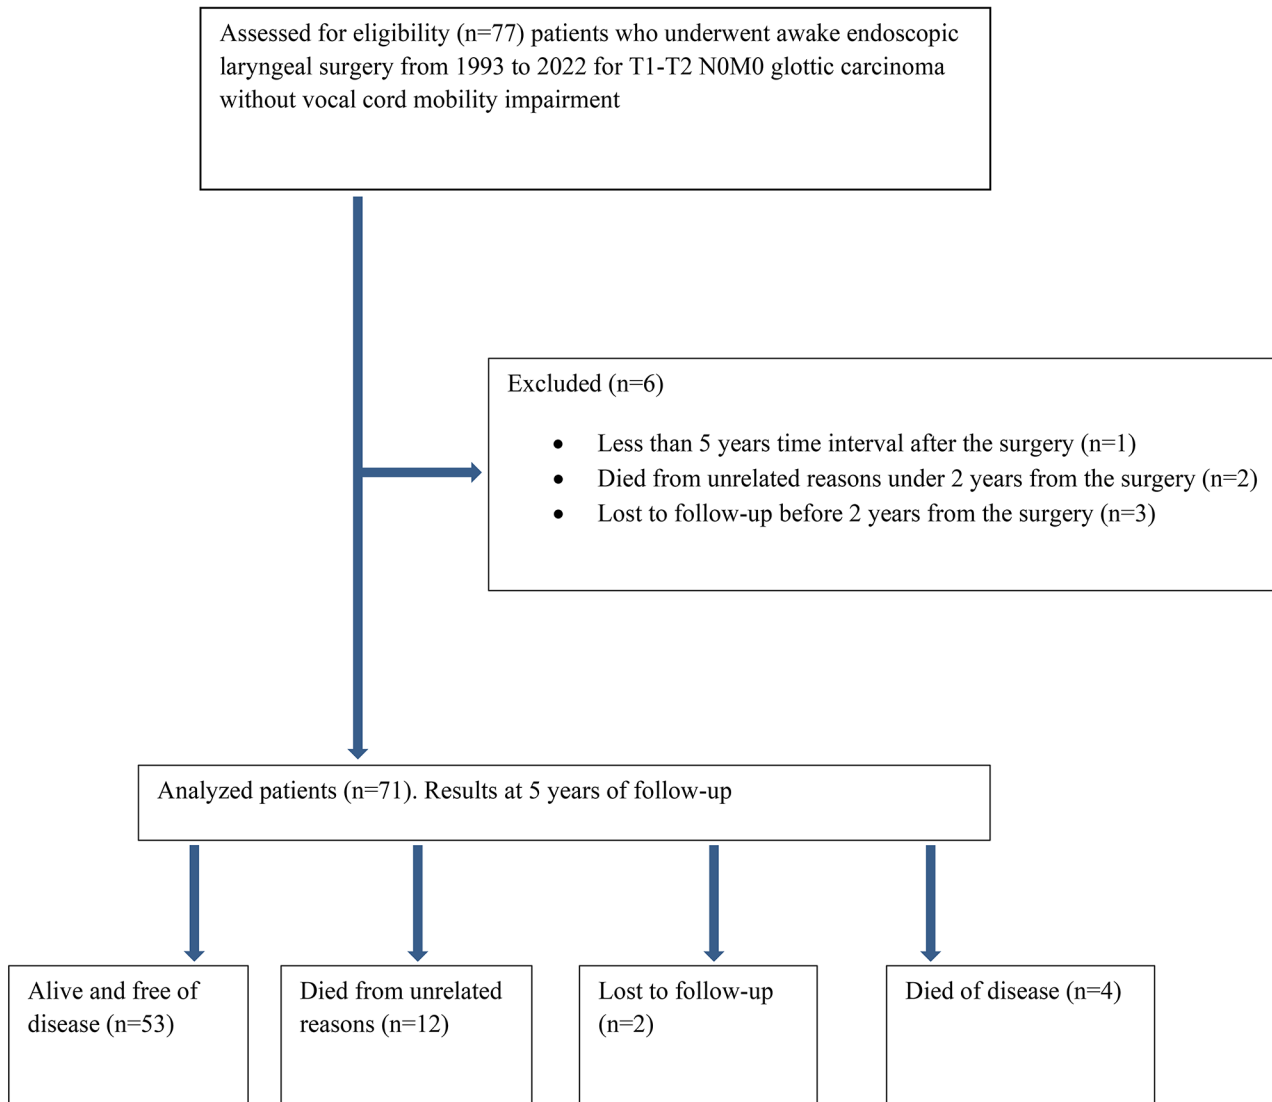 Assessed for eligibility (n=77) patients who underwent awake endoscopic
laryngeal surgery from 1993 to 2022 for T1-T2 N0M0 glottic carcinoma
without vocal cord mobility impairment
Excluded (n=6)
• Less than 5 years time interval after the surgery (n=1)
• Died from unrelated reasons under 2 years from the surgery (n=2)
• Lost to follow-up before 2 years from the surgery (n=3)
Analyzed patients (n=71). Results at 5 years of follow-up
Alive and free of
disease (n=53)
Died from unrelated
reasons (n=12)
Lost to follow-up
(n=2)
Died of disease (n=4)